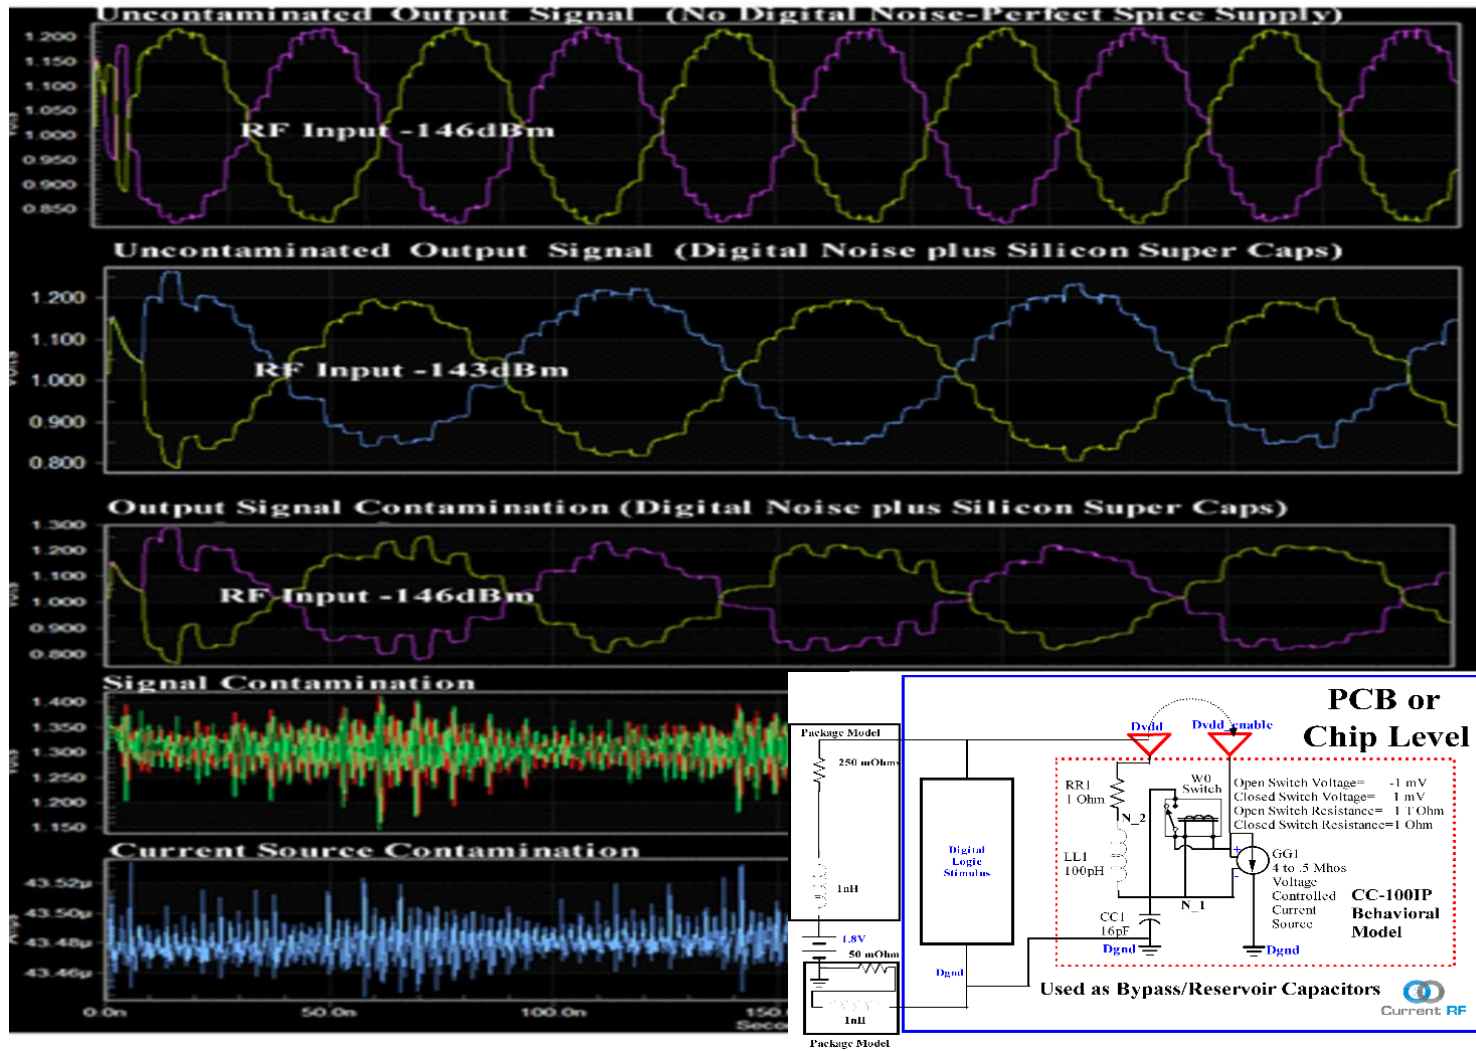 Uncontaminated Output Signal (No Digital Noise-Perfect Spice Supply)
1.200
1.150
1.100
1.050
1.000
0.950
0.900
0.850
RF Input -146dBm
Uncontaminated Output Signal (Digital Noise plus Silicon Super Caps)
1.200
1.100
1.000
0.900
0.800
RF Input -143dBm
Output Signal Contamination (Digital Noise plus Silicon Super Caps)
1.300
1.200
1.100
1.000
0.900
0.800
RF Input -146dBm
Signal Contamination
1.400
1.350
1.300
1.250
1.200
1.150
Current Source Contamination
43.52µ
43.50µ
43.48µ
43.46µ
0.0n
50.0n
100.0n
150.
Seco
PCB or
Chip Level
Package Model
250 mOhms
1nH
1.8V
50 mOhm
1nH
Package Model
Digital
Logic
Stimulus
Dgnd
Dvdd
Dvdd_enable
RR1
1 Ohm
N_2
LL1
100pH
W0
Switch
Open Switch Voltage= -1 mV
Closed Switch Voltage= 1 mV
Open Switch Resistance= 1 TOhm
Closed Switch Resistance=1 Ohm
+
-
GG1
4 to .5 Mhos
Voltage
Controlled
Current
Source
N_1
CC1
16pF
Dgnd
Dgnd
CC-100IP
Behavioral
Model
Used as Bypass/Reservoir Capacitors
Current RF